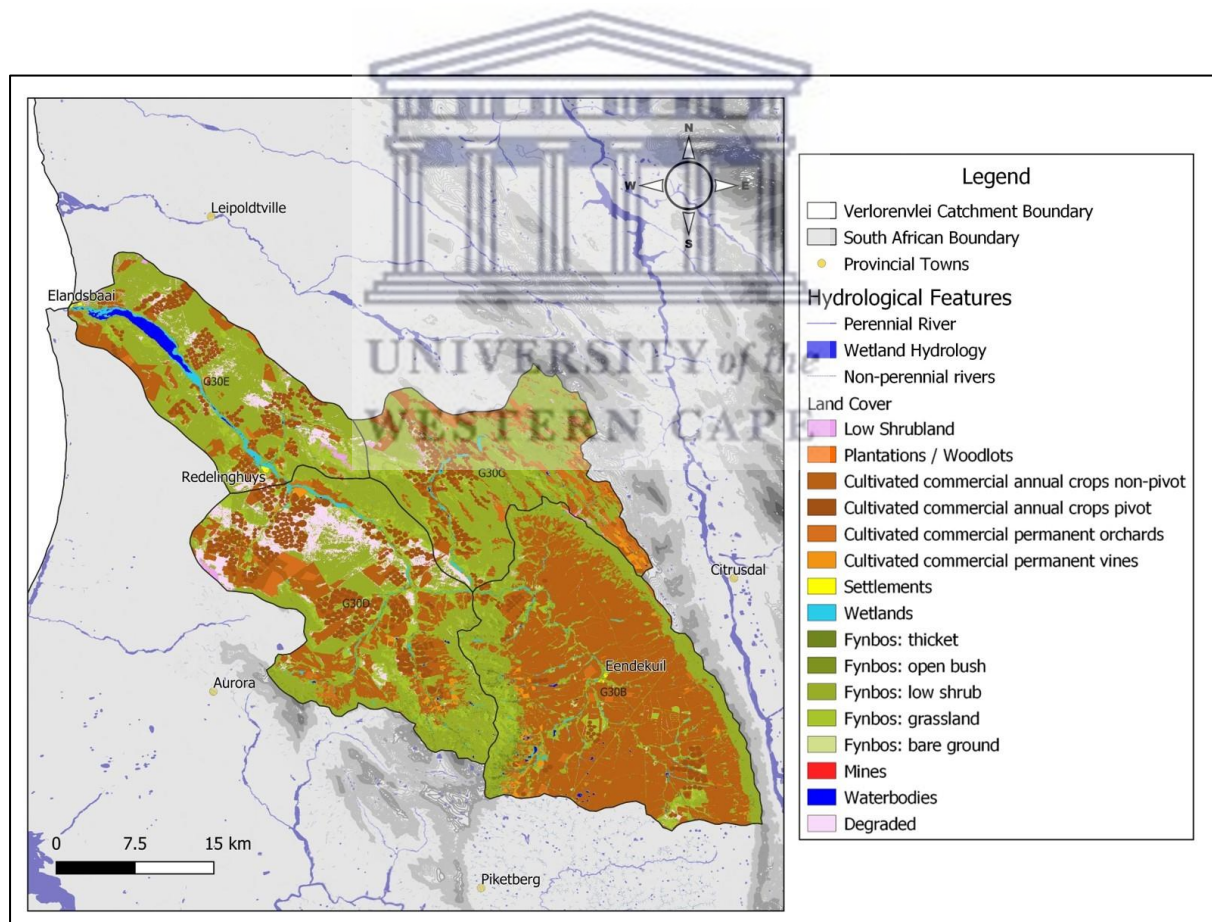 N
W
E
S
Leipoldtville
Elandsbaai
G30E
UNIVERSITY of the
WESTERN CAPE
G30C
Redelinghuys
Citrusdal
G30D
Eendekuil
G30B
Aurora
0 7.5 15 km
Piketberg
Legend
Verlorenvlei Catchment Boundary
South African Boundary
Provincial Towns
Hydrological Features
Perennial River
Wetland Hydrology
Non-perennial rivers
Land Cover
Low Shrubland
Plantations / Woodlots
Cultivated commercial annual crops non-pivot
Cultivated commercial annual crops pivot
Cultivated commercial permanent orchards
Cultivated commercial permanent vines
Settlements
Wetlands
Fynbos: thicket
Fynbos: open bush
Fynbos: low shrub
Fynbos: grassland
Fynbos: bare ground
Mines
Waterbodies
Degraded